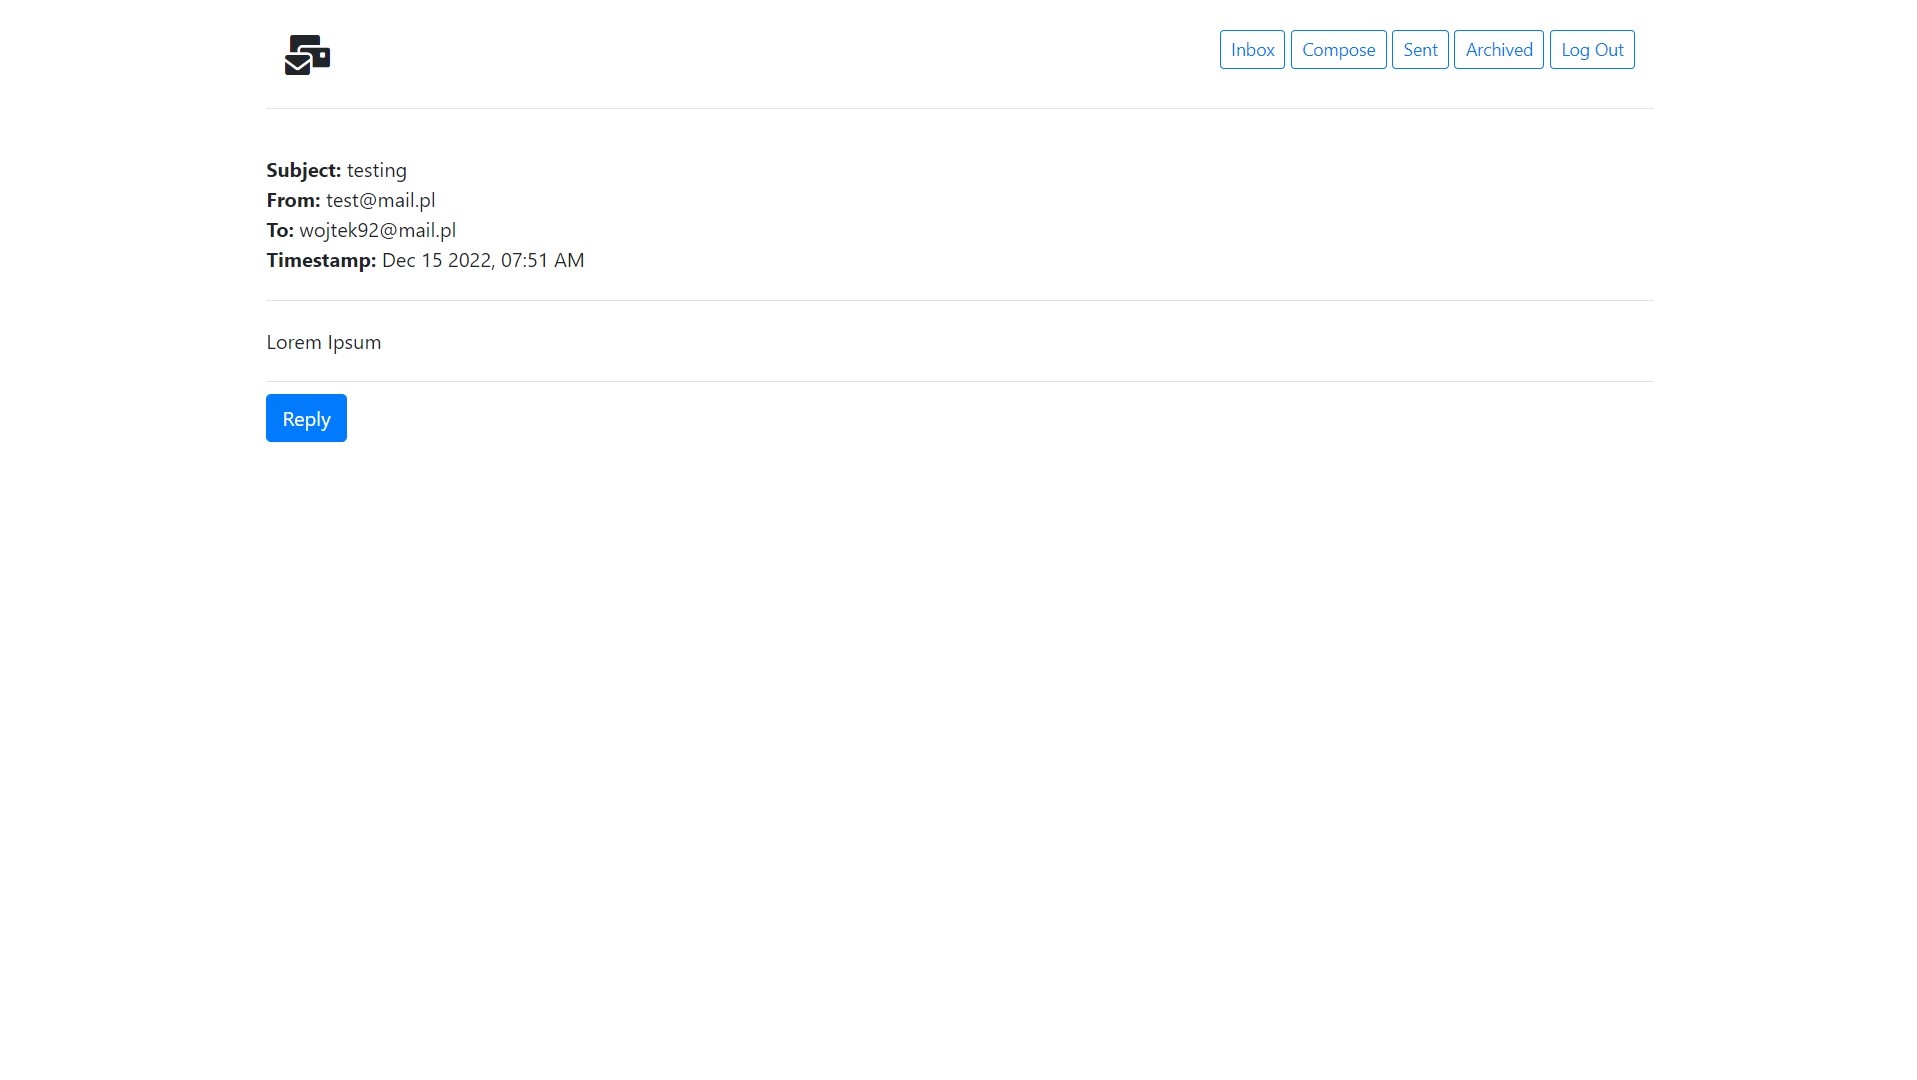 Inbox Compose Sent Archived Log Out
Subject: testing
From: test@mail.pl
To: wojtek92@mail.pl
Timestamp: Dec 15 2022, 07:51 AM
Lorem Ipsum
Reply